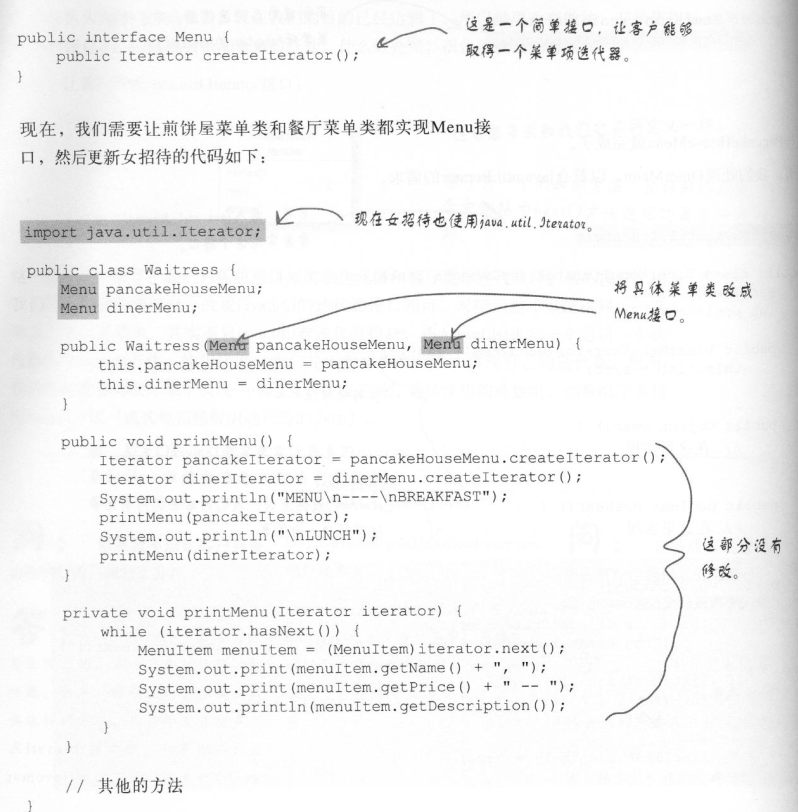 public interface Menu {
    public Iterator createIterator();
}
这是一个简单接口，让客户能够
取得一个菜单项迭代器。
现在，我们需要让煎饼屋菜单类和餐厅菜单类都实现Menu接
口，然后更新女招待的代码如下：
import java.util.Iterator;
现在女招待也使用java.util.Iterator。
public class Waitress {
    Menu pancakeHouseMenu;
    Menu dinerMenu;
将具体菜单类改成
Menu接口。
    public Waitress(Menu pancakeHouseMenu, Menu dinerMenu) {
        this.pancakeHouseMenu = pancakeHouseMenu;
        this.dinerMenu = dinerMenu;
    }
    public void printMenu() {
        Iterator pancakeIterator = pancakeHouseMenu.createIterator();
        Iterator dinerIterator = dinerMenu.createIterator();
        System.out.println("MENU\n----\nBREAKFAST");
        printMenu(pancakeIterator);
        System.out.println("\nLUNCH");
        printMenu(dinerIterator);
    }
这部分没有
修改。
    private void printMenu(Iterator iterator) {
        while (iterator.hasNext()) {
            MenuItem menuItem = (MenuItem)iterator.next();
            System.out.print(menuItem.getName() + ", ");
            System.out.print(menuItem.getPrice() + " -- ");
            System.out.println(menuItem.getDescription());
        }
    }
    // 其他的方法
}